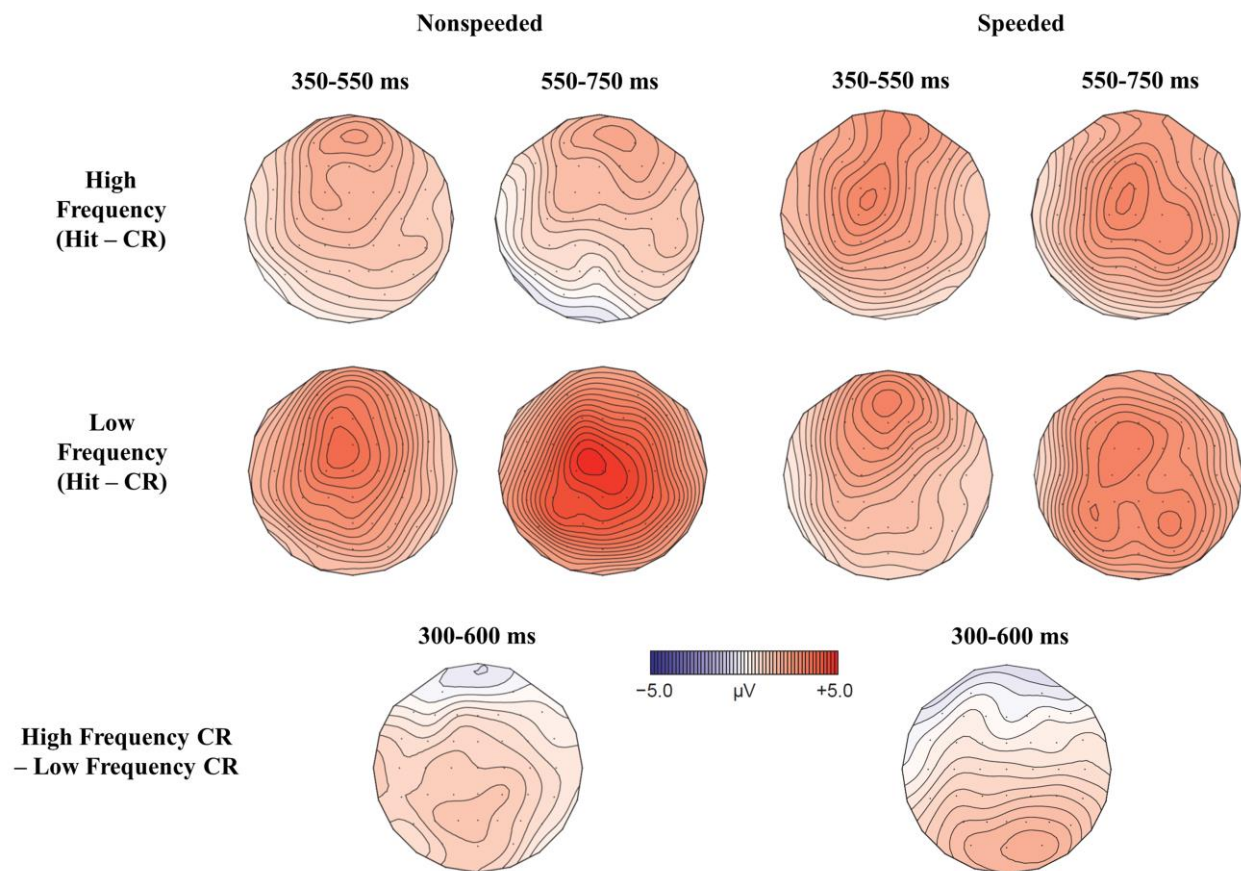 Nonspeeded Speeded
350-550 ms 550-750 ms 350-550 ms 550-750 ms
High
Frequency
(Hit – CR)
Low
Frequency
(Hit – CR)
300-600 ms 300-600 ms
−5.0 µV +5.0
High Frequency CR
– Low Frequency CR